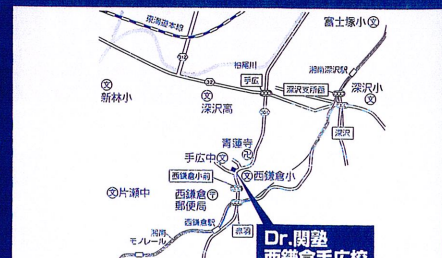 東海道本線
富士塚小
柏尾川
湘南深沢駅
手広
深沢支所前
深沢小
新林小
深沢高
深沢
青蓮寺
手広中
西鎌倉小前
西鎌倉小
片瀬中
西鎌倉
郵便局
西鎌倉駅
湘南
モノレール
赤羽
Dr.関塾
西鎌倉手広校